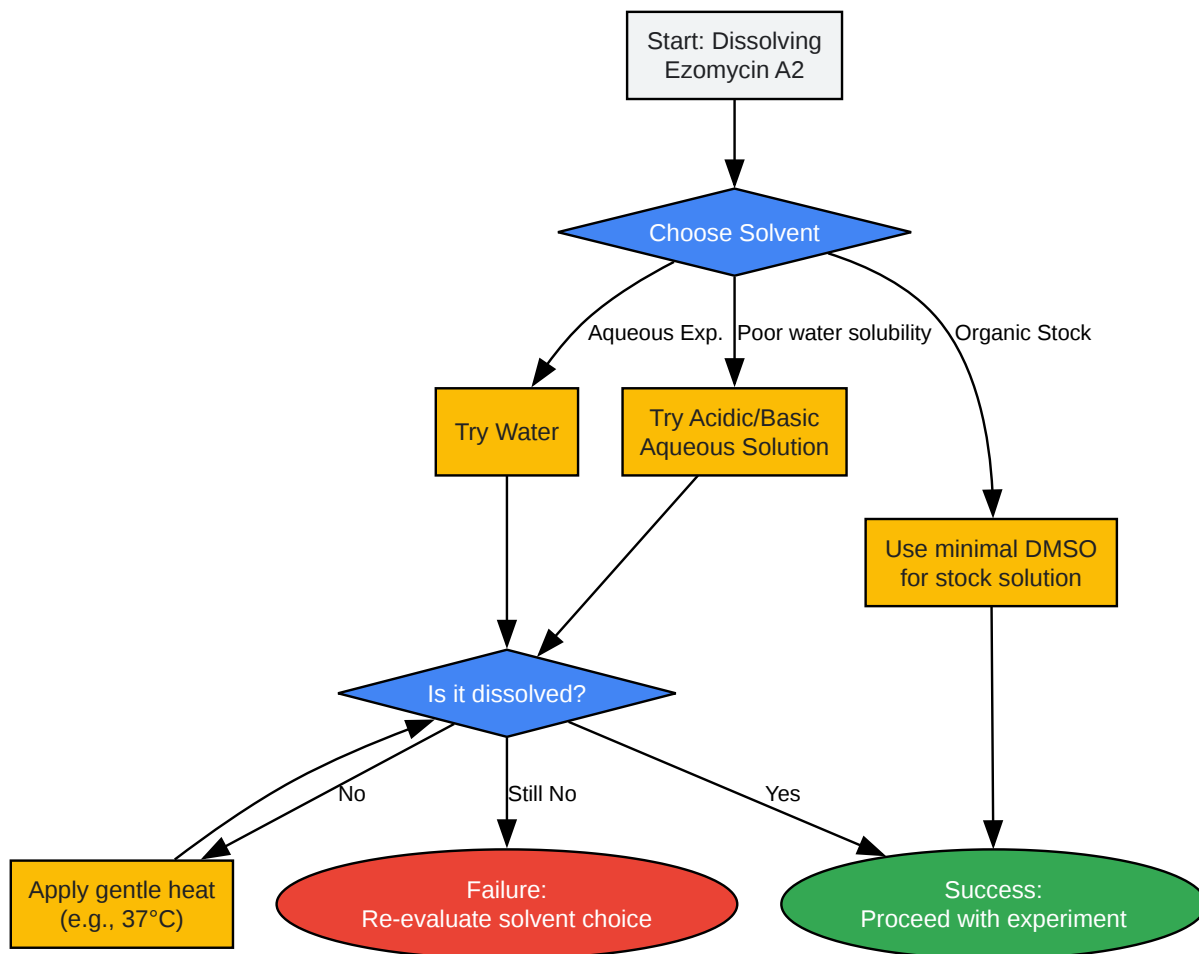 Start: Dissolving
Ezomycin A2
Choose Solvent
Aqueous Exp.
Poor water solubility
Organic Stock
Try Water
Try Acidic/Basic
Aqueous Solution
Use minimal DMSO
for stock solution
Is it dissolved?
No
Still No
Yes
Apply gentle heat
(e.g., 37°C)
Failure:
Re-evaluate solvent choice
Success:
Proceed with experiment